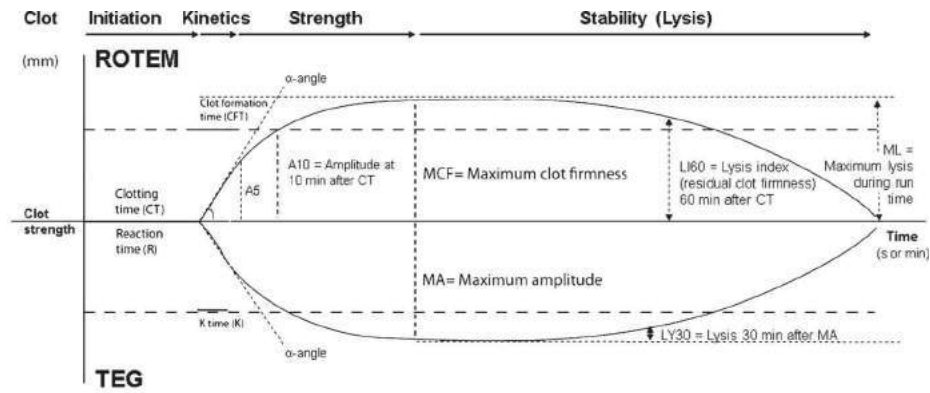 Clot Initiation Kinetics Strength Stability (Lysis)
(mm) ROTEM
α-angle
Clot formation
time (CFT)
A10 = Amplitude at
10 min after CT
A5
MCF= Maximum clot firmness
LI60 = Lysis index
(residual clot firmness)
60 min after CT
ML =
Maximum lysis
during run
time
Clotting
time (CT)
Clot
strength
Reaction
time (R)
Time
(s or min)
MA= Maximum amplitude
K time (K)
α-angle
LY30 = Lysis 30 min after MA
TEG